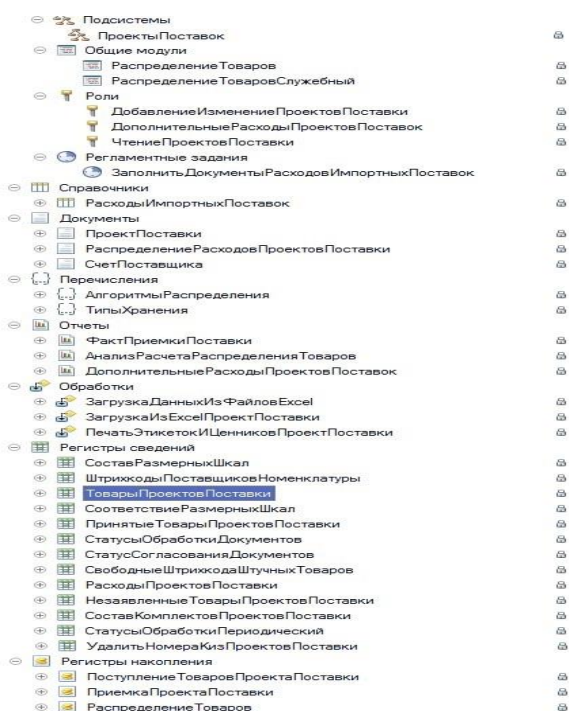 Подсистемы
ПроектыПоставок
Общие модули
РаспределениеТоваров
РаспределениеТоваровСлужебный
Роли
ДобавлениеИзменениеПроектовПоставки
ДополнительныеРасходыПроектовПоставок
ЧтениеПроектовПоставки
Регламентные задания
ЗаполнитьДокументыРасходовИмпортныхПоставок
Справочники
РасходыИмпортныхПоставок
Документы
ПроектПоставки
РаспределениеРасходовПроектовПоставки
СчетПоставщика
Перечисления
АлгоритмыРаспределения
ТипыХранения
Отчеты
ФактПриемкиПоставки
АнализРасчетаРаспределенияТоваров
ДополнительныеРасходыПроектовПоставок
Обработки
ЗагрузкаДанныхИзФайловExcel
ЗагрузкаИзExcelПроектПоставки
ПечатьЭтикетокИЦенниковПроектПоставки
Регистры сведений
СоставРазмерныхШкал
ШтрихкодыПоставщиковНоменклатуры
ТоварыПроектовПоставки
СоответствиеРазмерныхШкал
ПринятыеТоварыПроектовПоставки
СтатусыОбработкиДокументов
СтатусСогласованияДокументов
СвободныеШтрихкодаШтучныхТоваров
РасходыПроектовПоставки
НезаявленныеТоварыПроектовПоставки
СоставКомплектовПроектовПоставки
СтатусыОбработкиПериодический
УдалитьНомераКизПроектовПоставки
Регистры накопления
ПоступлениеТоваровПроектаПоставки
ПриемкаПроектаПоставки
РаспределениеТоваров